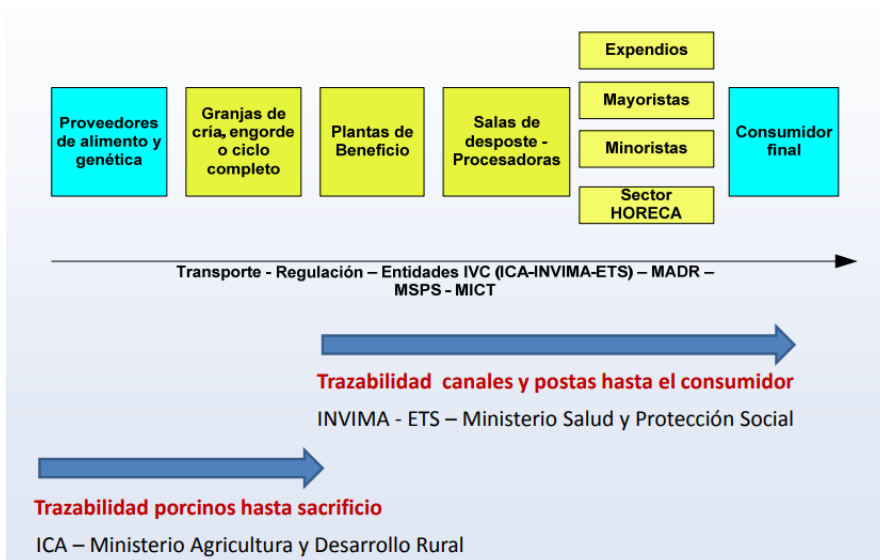 Proveedores
de alimento y
genética
Granjas de
cría, engorde
o ciclo
completo
Plantas de
Beneficio
Salas de
desposte -
Procesadoras
Expendios
Mayoristas
Minoristas
Sector
HORECA
Consumidor
final
Transporte - Regulación – Entidades IVC (ICA-INVIMA-ETS) – MADR –
MSPS - MICT
Trazabilidad canales y postas hasta el consumidor
INVIMA - ETS – Ministerio Salud y Protección Social
Trazabilidad porcinos hasta sacrificio
ICA – Ministerio Agricultura y Desarrollo Rural